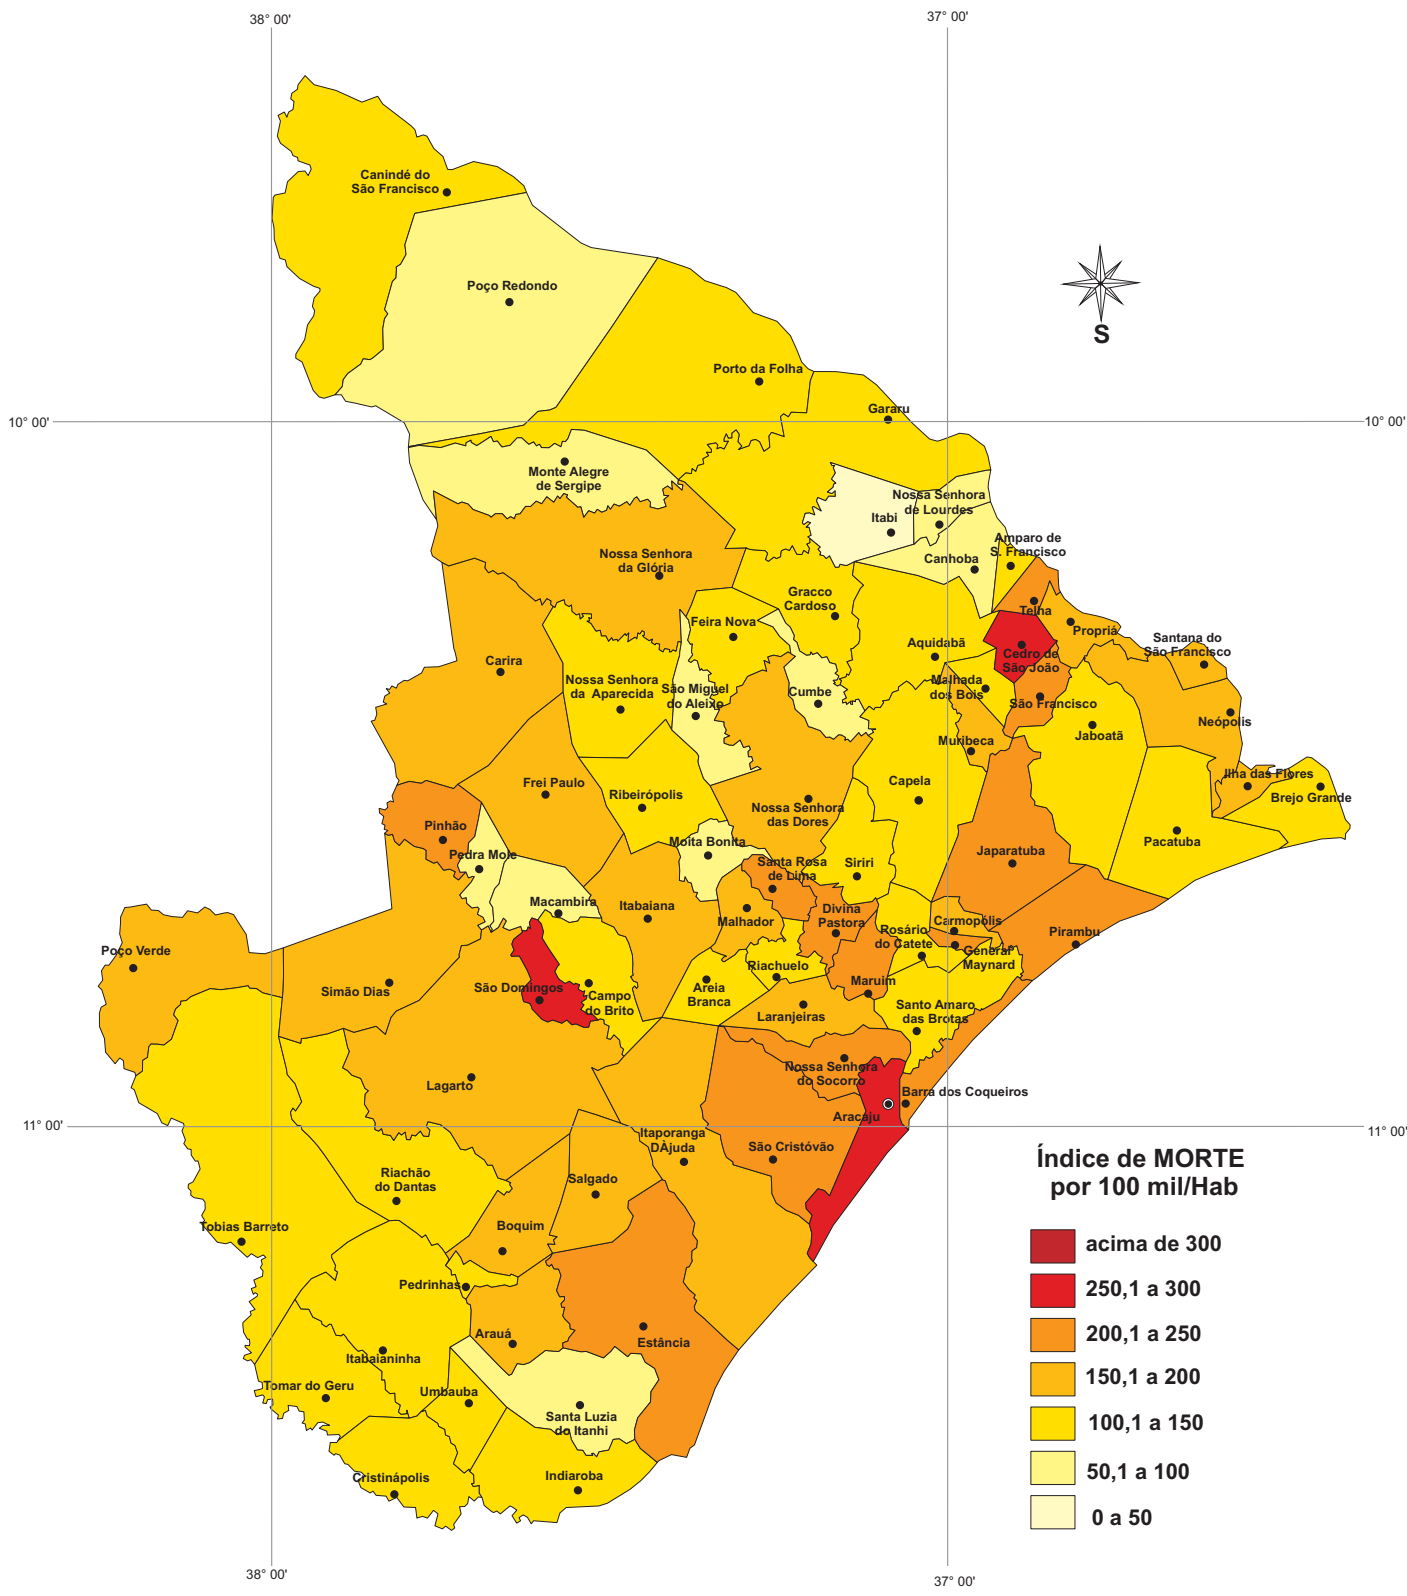 38° 00'
37° 00'
Canindé do
São Francisco
Poço Redondo
S
Porto da Folha
Gararu
10° 00'
10° 00'
Monte Alegre
de Sergipe
Nossa Senhora
de Lourdes
Itabi
Amparo de
S. Francisco
Nossa Senhora
da Glória
Canhoba
Gracco
Cardoso
Telha
Feira Nova
Propriá
Santana do
São Francisco
Aquidabã
Cedro de
São João
Carira
Nossa Senhora
da Aparecida
São Miguel
do Aleixo
Cumbe
Malhada
dos Bois
São Francisco
Neópolis
Jaboatã
Muribeca
Ilha das Flores
Brejo Grande
Frei Paulo
Ribeirópolis
Capela
Nossa Senhora
das Dores
Pinhão
Pedra Mole
Moita Bonita
Pacatuba
Japaratuba
Santa Rosa
de Lima
Siriri
Macambira
Itabaiana
Malhador
Divina
Pastora
Carmopólis
Rosário
do Catete
Pirambu
General
Maynard
Poço Verde
Riachuelo
Simão Dias
São Domingos
Campo
do Brito
Areia
Branca
Maruim
Laranjeiras
Santo Amaro
das Brotas
Nossa Senhora
do Socorro
Lagarto
Barra dos Coqueiros
Aracaju
11° 00'
11° 00'
Itaporanga
DÀjuda
São Cristóvão
Riachão
do Dantas
Salgado
Boquim
Tobias Barreto
Pedrinhas
Arauá
Estância
Itabaianinha
Tomar do Geru
Umbauba
Santa Luzia
do Itanhi
Cristinápolis
Indiaroba
Índice de MORTE
por 100 mil/Hab
acima de 300
250,1 a 300
200,1 a 250
150,1 a 200
100,1 a 150
50,1 a 100
0 a 50
38° 00'
37° 00'